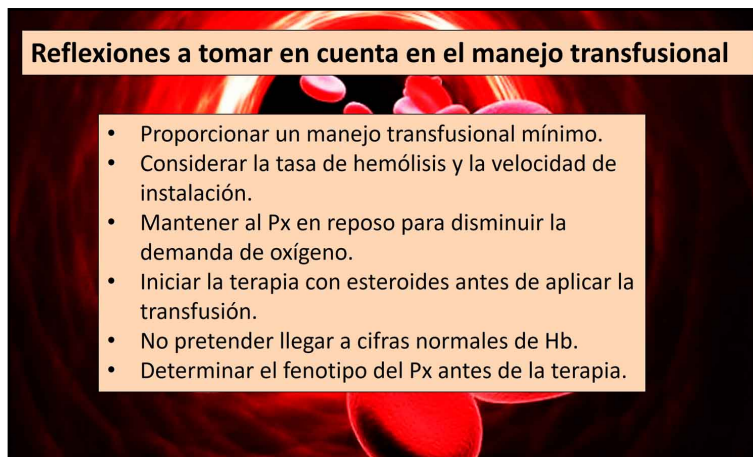 Reflexiones a tomar en cuenta en el manejo transfusional
• Proporcionar un manejo transfusional mínimo.
• Considerar la tasa de hemólisis y la velocidad de
instalación.
• Mantener al Px en reposo para disminuir la
demanda de oxígeno.
• Iniciar la terapia con esteroides antes de aplicar la
transfusión.
• No pretender llegar a cifras normales de Hb.
• Determinar el fenotipo del Px antes de la terapia.